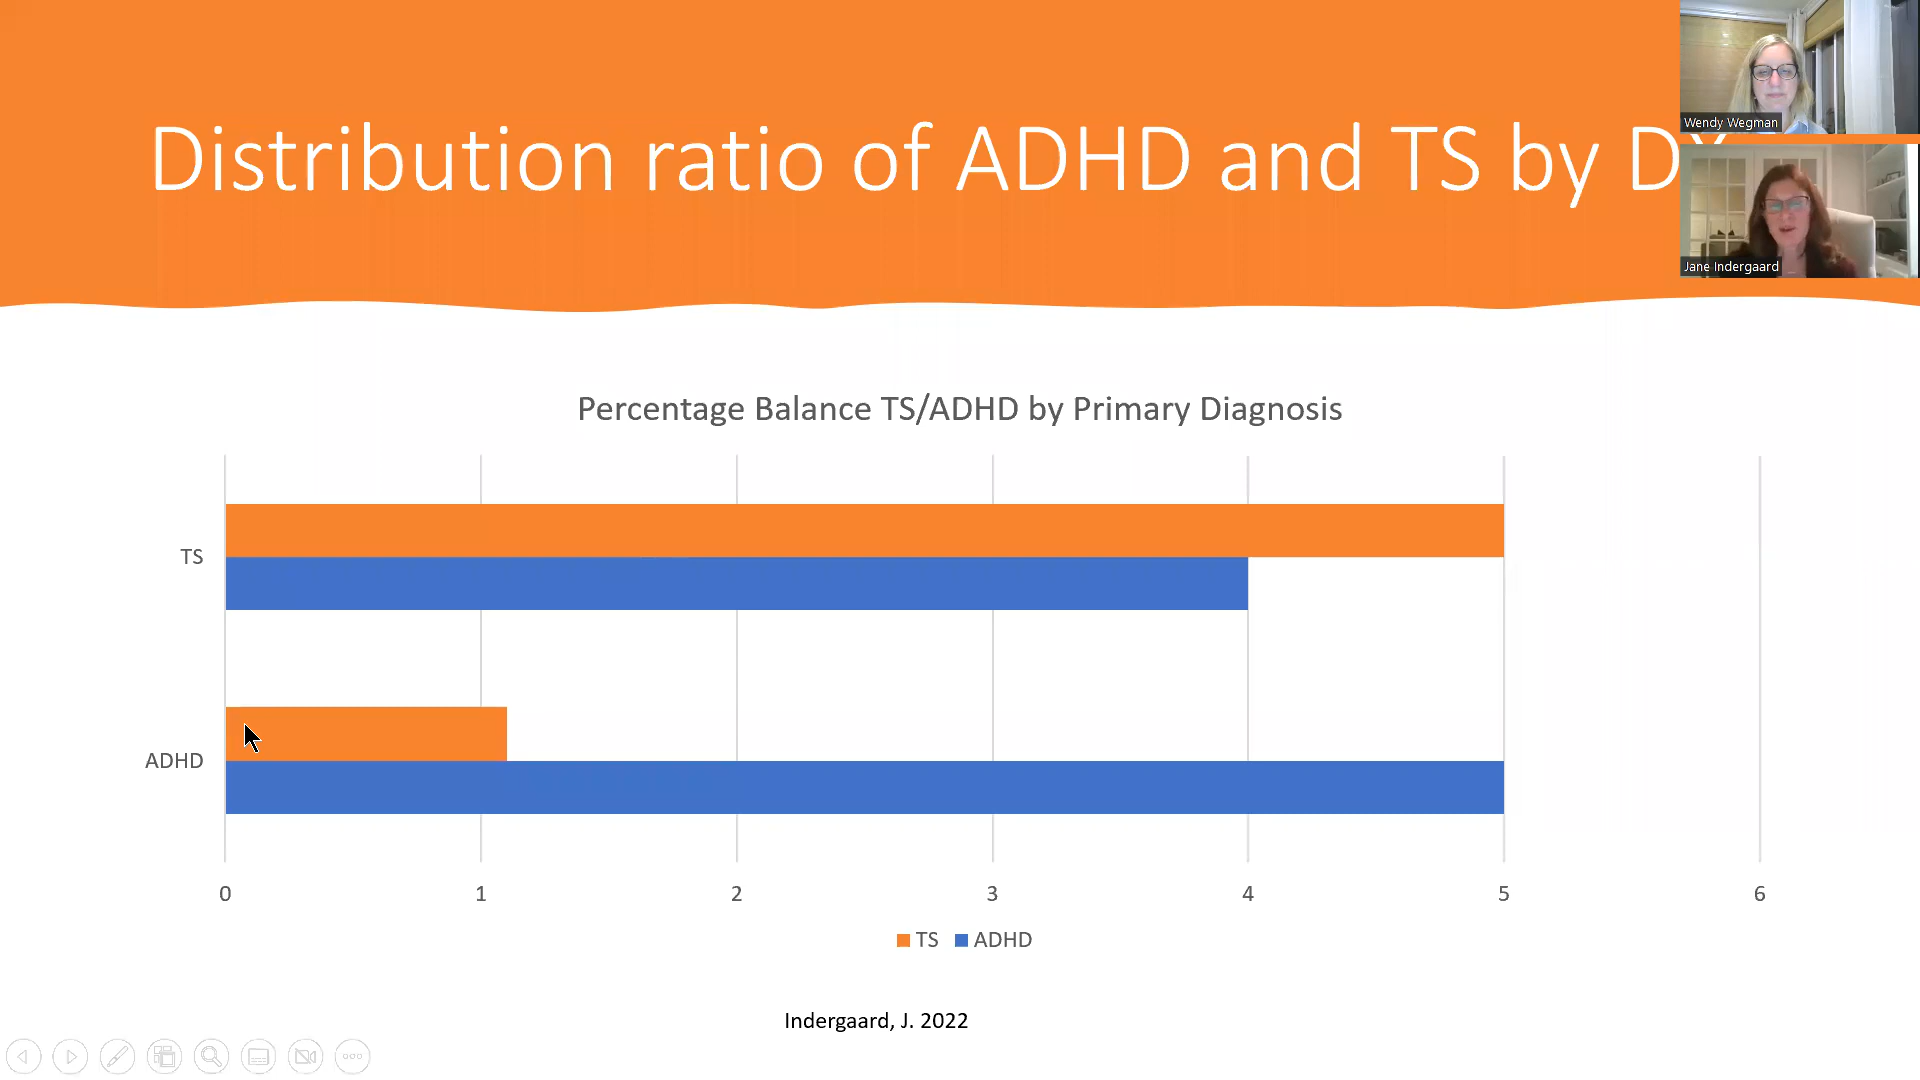 Distribution ratio of ADHD and TS by DX
Wendy Wegman
Jane Indergaard
Percentage Balance TS/ADHD by Primary Diagnosis
TS
ADHD
0 1 2 3 4 5 6
TS ADHD
Indergaard, J. 2022